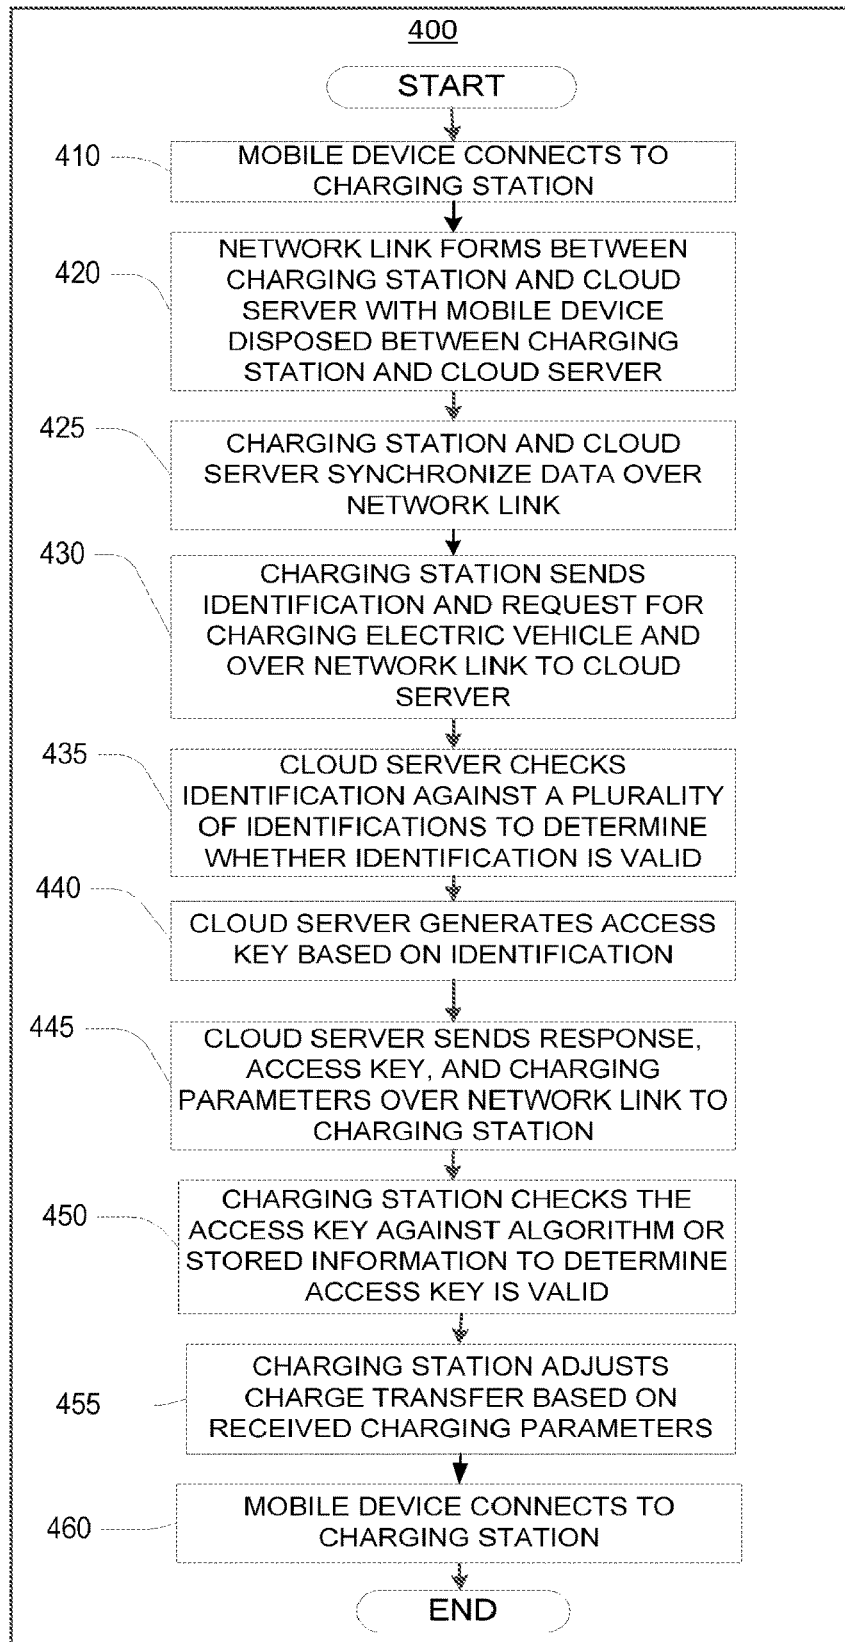 400
START
410
MOBILE DEVICE CONNECTS TO
CHARGING STATION
420
NETWORK LINK FORMS BETWEEN
CHARGING STATION AND CLOUD
SERVER WITH MOBILE DEVICE
DISPOSED BETWEEN CHARGING
STATION AND CLOUD SERVER
425
CHARGING STATION AND CLOUD
SERVER SYNCHRONIZE DATA OVER
NETWORK LINK
430
CHARGING STATION SENDS
IDENTIFICATION AND REQUEST FOR
CHARGING ELECTRIC VEHICLE AND
OVER NETWORK LINK TO CLOUD
SERVER
435
CLOUD SERVER CHECKS
IDENTIFICATION AGAINST A PLURALITY
OF IDENTIFICATIONS TO DETERMINE
WHETHER IDENTIFICATION IS VALID
440
CLOUD SERVER GENERATES ACCESS
KEY BASED ON IDENTIFICATION
445
CLOUD SERVER SENDS RESPONSE,
ACCESS KEY, AND CHARGING
PARAMETERS OVER NETWORK LINK TO
CHARGING STATION
450
CHARGING STATION CHECKS THE
ACCESS KEY AGAINST ALGORITHM OR
STORED INFORMATION TO DETERMINE
ACCESS KEY IS VALID
455
CHARGING STATION ADJUSTS
CHARGE TRANSFER BASED ON
RECEIVED CHARGING PARAMETERS
460
MOBILE DEVICE CONNECTS TO
CHARGING STATION
END